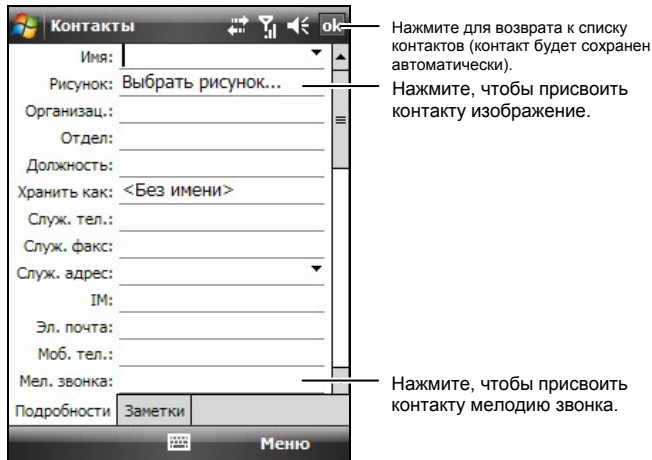 Контакты
ok
Имя:
Рисунок: Выбрать рисунок...
Организац.:
Отдел:
Должность:
Хранить как: <Без имени>
Служ. тел.:
Служ. факс:
Служ. адрес:
IM:
Эл. почта:
Моб. тел.:
Мел. звонка:
Подробности Заметки
Меню
Нажмите для возврата к списку
контактов (контакт будет сохранен
автоматически).
Нажмите, чтобы присвоить
контакту изображение.
Нажмите, чтобы присвоить
контакту мелодию звонка.